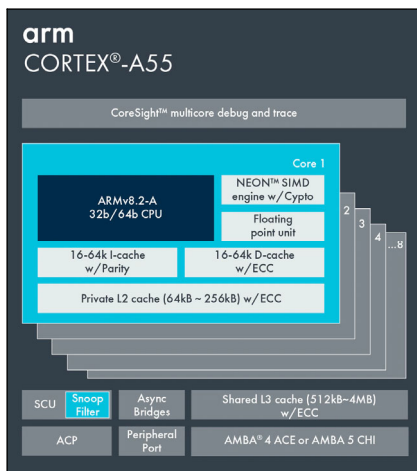 arm
CORTEX®-A55
CoreSight™ multicore debug and trace
Core 1
ARMv8.2-A
32b/64b CPU
NEON™ SIMD
engine w/Crypto
Floating
point unit
16-64k I-cache
w/Parity
16-64k D-cache
w/ECC
Private L2 cache (64kB ~ 256kB) w/ECC
2
3
4
...8
SCU
Snoop
Filter
Async
Bridges
Shared L3 cache (512kB~4MB)
w/ECC
ACP
Peripheral
Port
AMBA® 4 ACE or AMBA 5 CHI